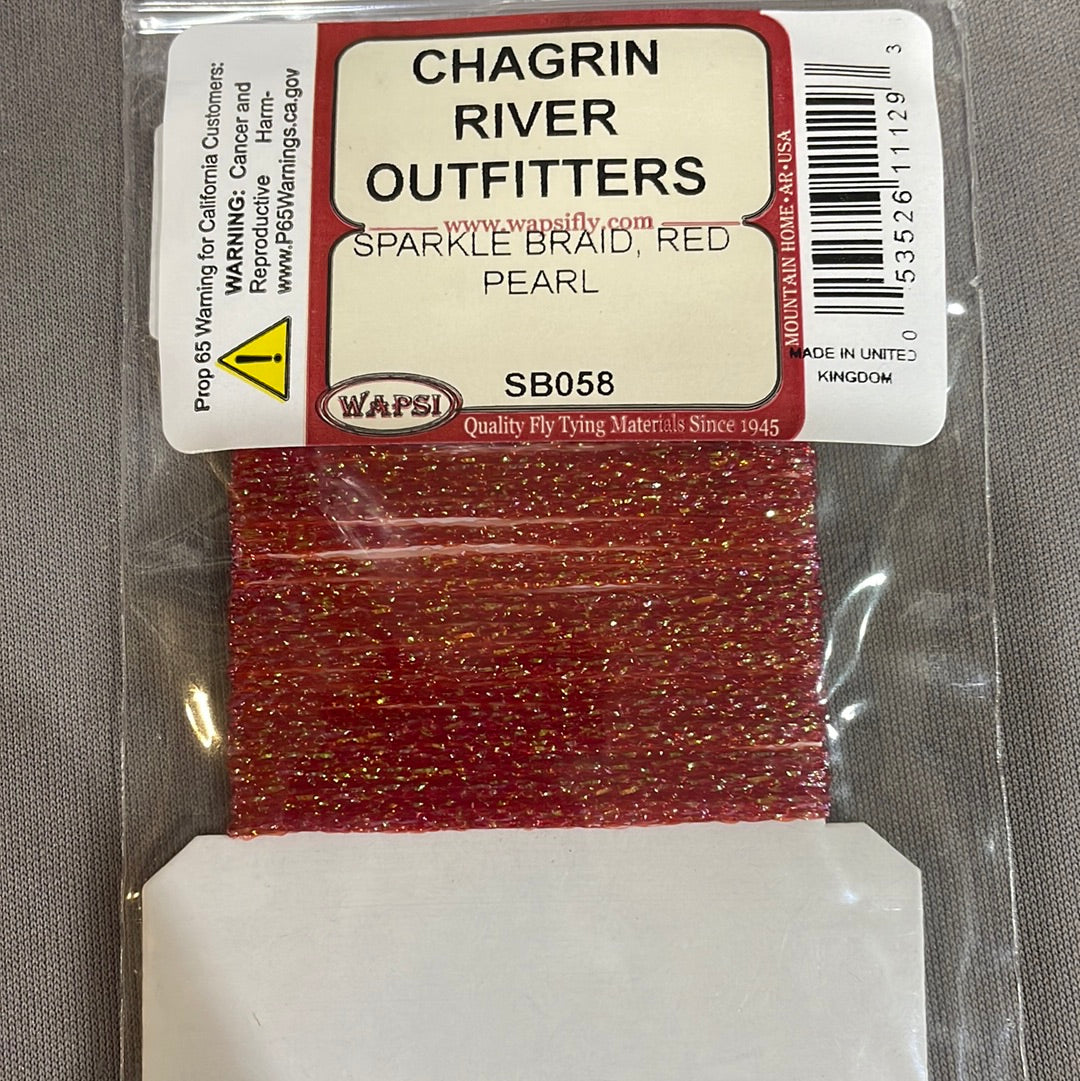 Prop 65 Warning for California Customers:
WARNING: Cancer and
Reproductive Harm-
www.P65Warnings.ca.gov
CHAGRIN
RIVER
OUTFITTERS
www.wapsifly.com
SPARKLE BRAID, RED
PEARL
SB058
WAPSI
Quality Fly Tying Materials Since 1945
MOUNTAIN HOME • AR • USA
0 53526 11129 3
MADE IN UNITED
KINGDOM